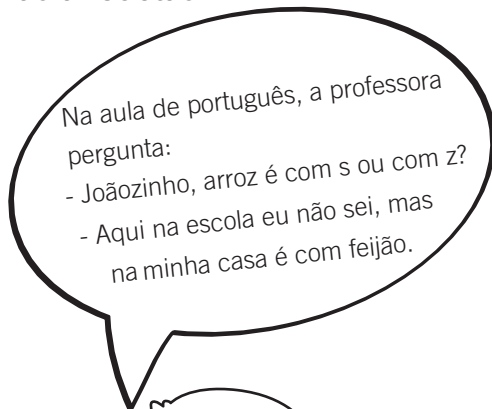 Na aula de português, a professora
pergunta:
- Joãozinho, arroz é com s ou com z?
- Aqui na escola eu não sei, mas
na minha casa é com feijão.